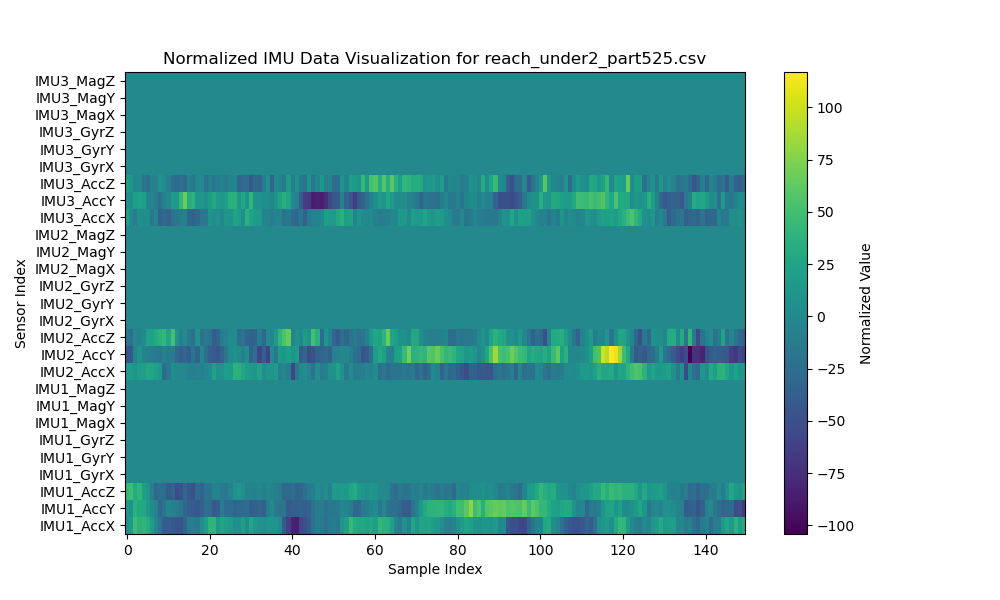 Normalized IMU Data Visualization for reach_under2_part525.csv
IMU3_MagZ
IMU3_MagY
IMU3_MagX
IMU3_GyrZ
IMU3_GyrY
IMU3_GyrX
IMU3_AccZ
IMU3_AccY
IMU3_AccX
IMU2_MagZ
IMU2_MagY
IMU2_MagX
IMU2_GyrZ
IMU2_GyrY
IMU2_GyrX
IMU2_AccZ
IMU2_AccY
IMU2_AccX
IMU1_MagZ
IMU1_MagY
IMU1_MagX
IMU1_GyrZ
IMU1_GyrY
IMU1_GyrX
IMU1_AccZ
IMU1_AccY
IMU1_AccX
Sensor Index
0 20 40 60 80 100 120 140
Sample Index
100
75
50
25
0
−25
−50
−75
−100
Normalized Value